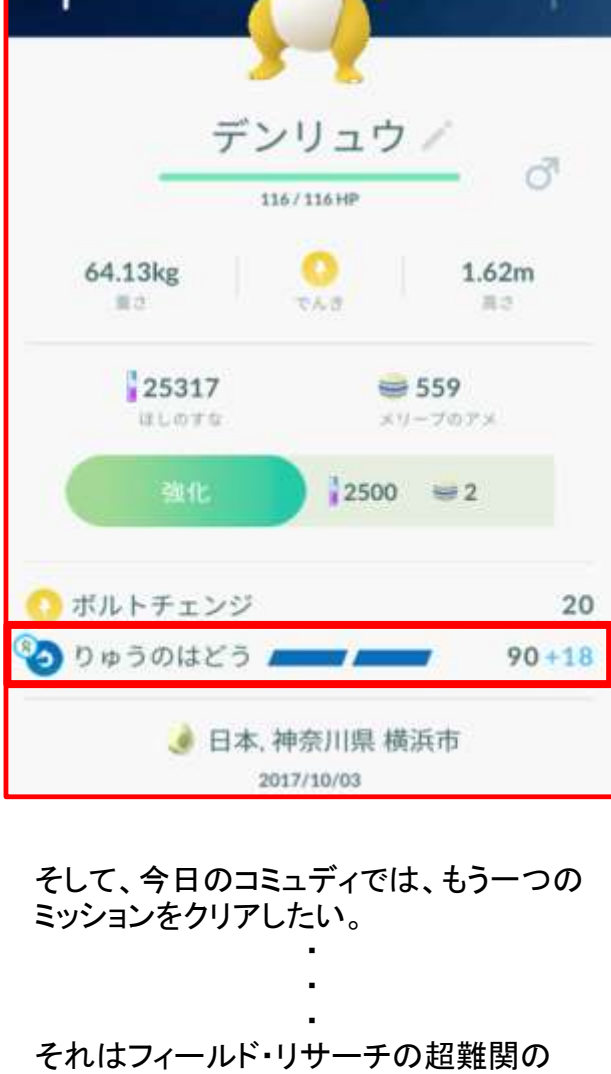 デンリュウ
116 / 116 HP
64.13kg
重さ
でんき
1.62m
高さ
25317
ほしのすな
559
メリープのアメ
強化
2500
2
ボルトチェンジ 20
りゅうのはどう 90 +18
日本, 神奈川県 横浜市
2017/10/03
そして、今日のコミュディでは、もう一つの
ミッションをクリアしたい。
・
・
・
それはフィールド・リサーチの超難関の